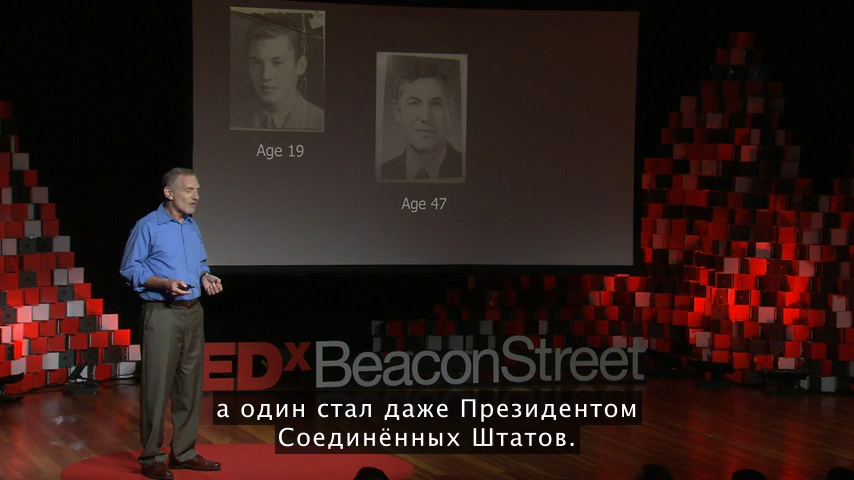 Age 19
Age 47
TEDxBeaconStreet
а один стал даже Президентом
Соединённых Штатов.